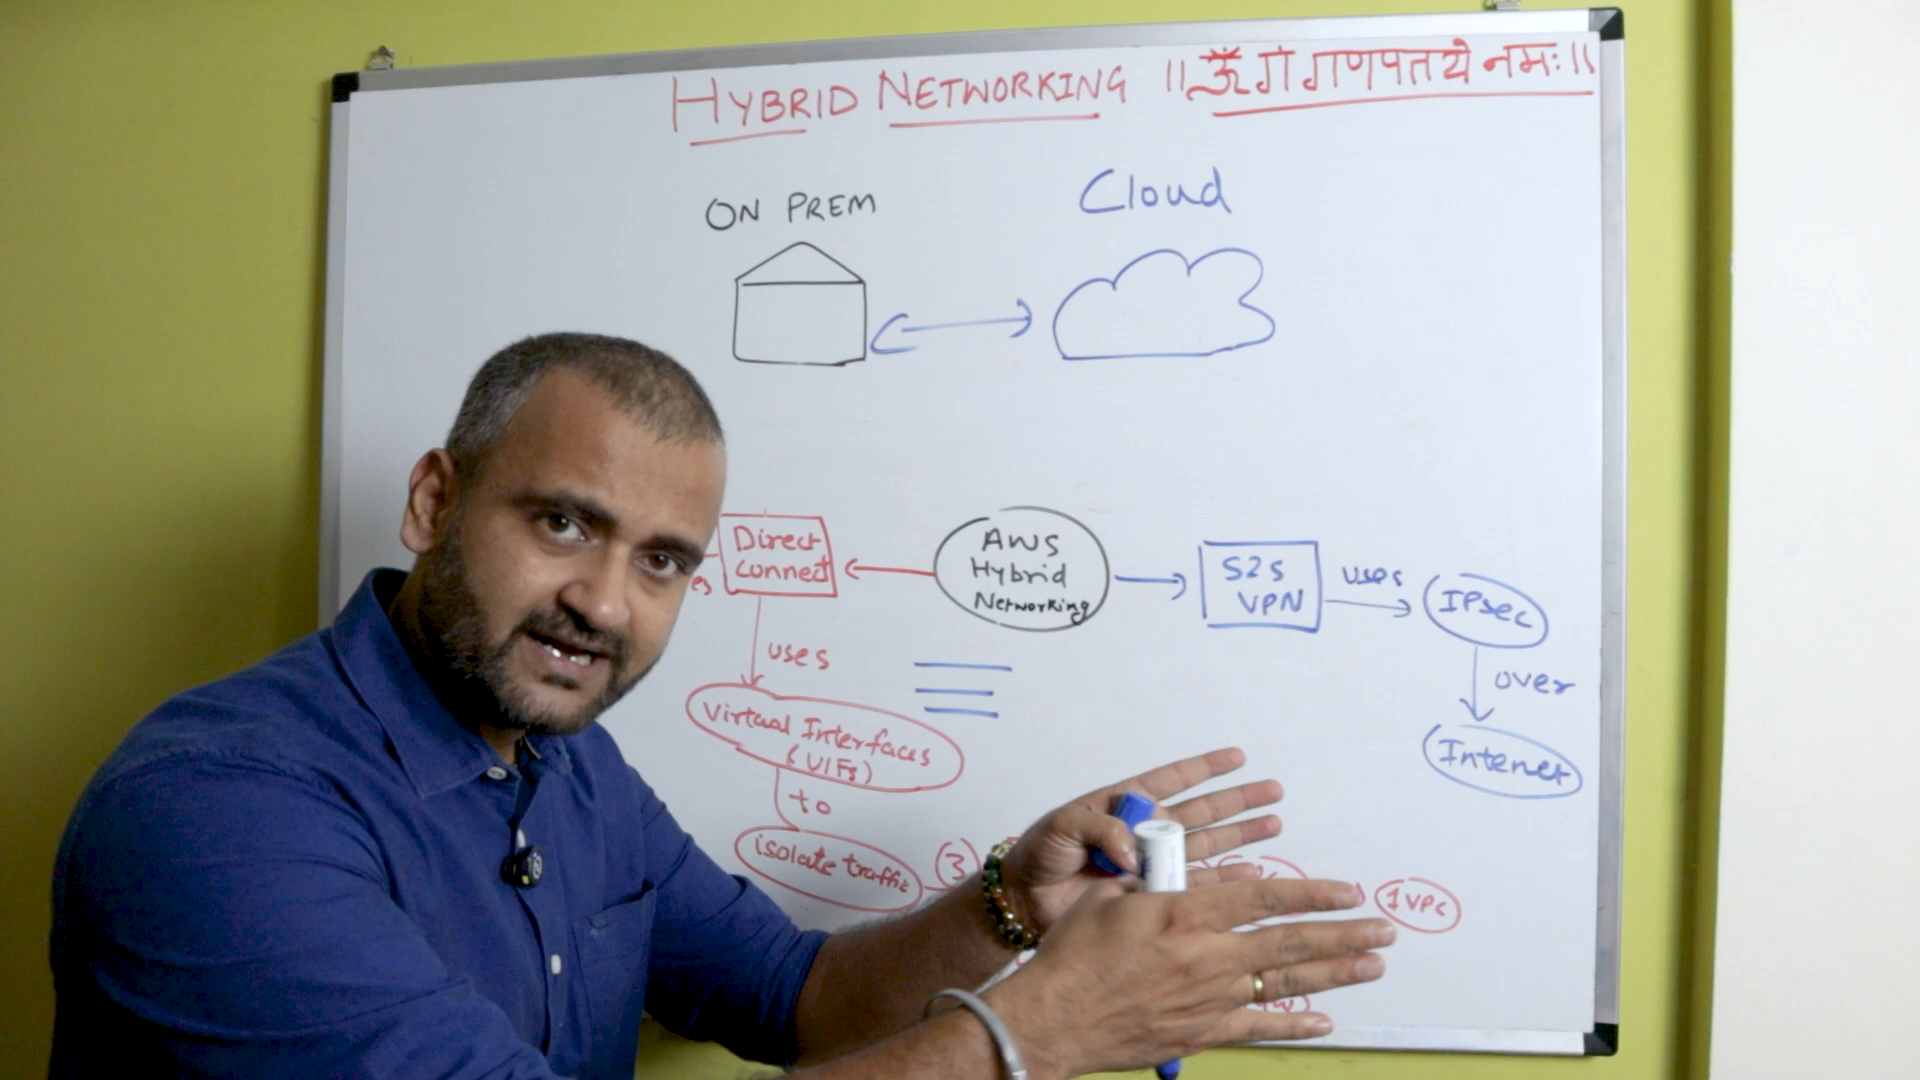 HYBRID NETWORKING ॥ ॐ गं गणपतये नमः॥
ON PREM
Cloud
Direct
Connect
AWS
Hybrid
Networking
S2S
VPN
uses
IPsec
over
Internet
uses
Virtual Interfaces
(VIFs)
to
isolate traffic
3
1 VPC